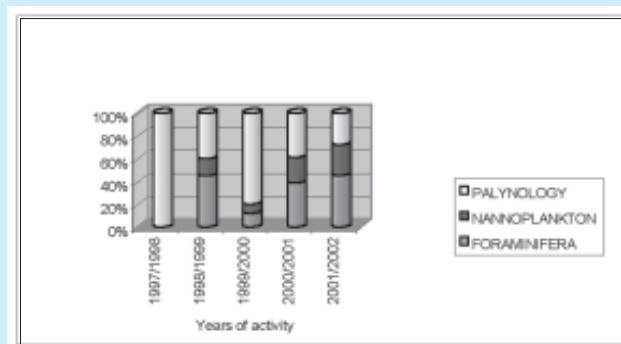 100%
80%
60%
40%
20%
0%
1997/1998
1998/1999
1999/2000
2000/2001
2001/2002
Years of activity
PALYNOLOGY
NANNOPLANKTON
FORAMINIFERA